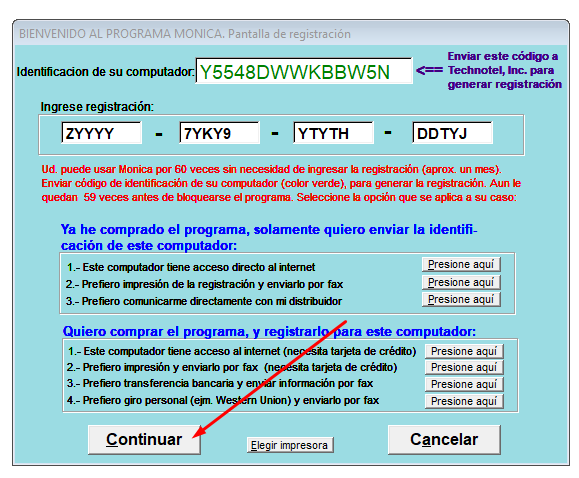 BIENVENIDO AL PROGRAMA MONICA. Pantalla de registración
Identificacion de su computador: Y5548DWWKBBW5N <== Enviar este código a
Technotel, Inc. para
generar registración
Ingrese registración:
ZYYYY - 7YKY9 - YTYTH - DDTYJ
Ud. puede usar Monica por 60 veces sin necesidad de ingresar la registración (aprox. un mes).
Enviar código de identificación de su computador (color verde), para generar la registración. Aun le
quedan 59 veces antes de bloquearse el programa. Seleccione la opción que se aplica a su caso:
Ya he comprado el programa, solamente quiero enviar la identifi-
cación de este computador:
1.- Este computador tiene acceso directo al internet Presione aquí
2.- Prefiero impresión de la registración y enviarlo por fax Presione aquí
3.- Prefiero comunicarme directamente con mi distribuidor Presione aquí
Quiero comprar el programa, y registrarlo para este computador:
1.- Este computador tiene acceso al internet (necesita tarjeta de crédito) Presione aquí
2.- Prefiero impresión y enviarlo por fax (necesita tarjeta de crédito) Presione aquí
3.- Prefiero transferencia bancaria y enviar información por fax Presione aquí
4.- Prefiero giro personal (ejm. Western Union) y enviarlo por fax Presione aquí
Continuar Elegir impresora Cancelar